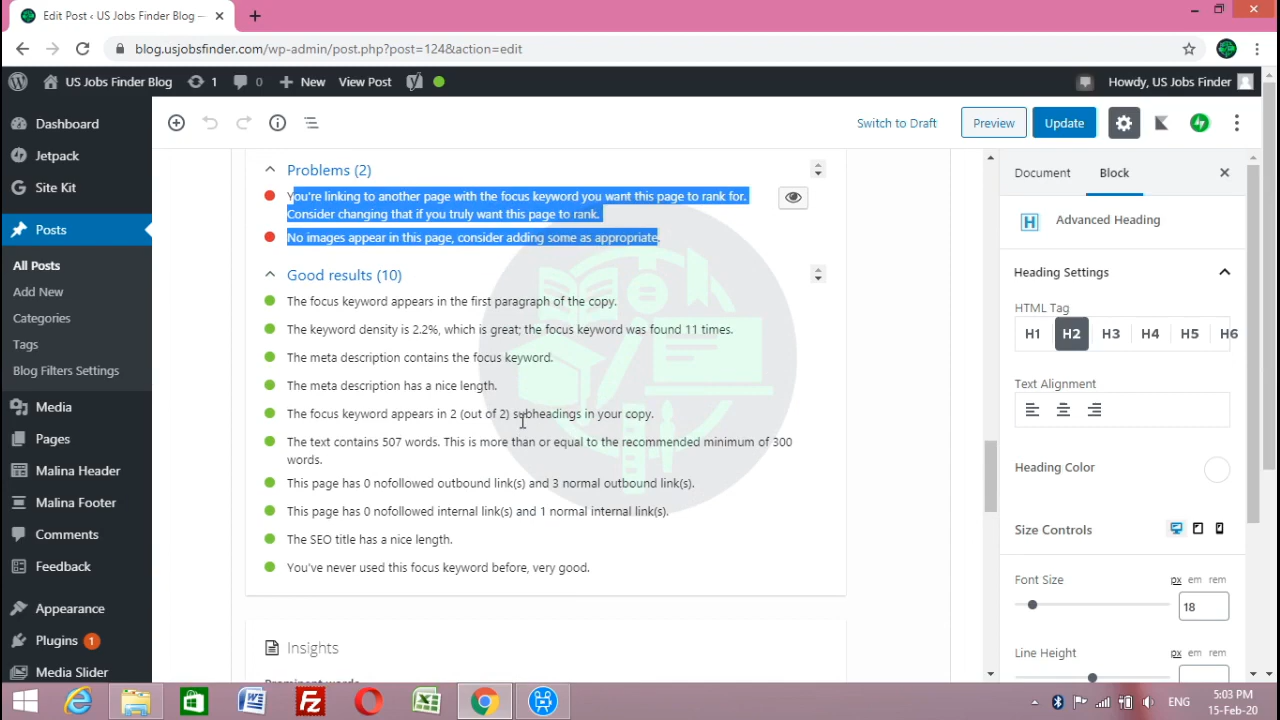 Edit Post ‹ US Jobs Finder Blog —
blog.usjobsfinder.com/wp-admin/post.php?post=124&action=edit
US Jobs Finder Blog 1 0 New View Post Howdy, US Jobs Finder
Dashboard
Jetpack
Site Kit
Posts
All Posts
Add New
Categories
Tags
Blog Filters Settings
Media
Pages
Malina Header
Malina Footer
Comments
Feedback
Appearance
Plugins 1
Media Slider
Switch to Draft Preview Update
Problems (2)
You're linking to another page with the focus keyword you want this page to rank for.
Consider changing that if you truly want this page to rank.
No images appear in this page, consider adding some as appropriate.
Good results (10)
The focus keyword appears in the first paragraph of the copy.
The keyword density is 2.2%, which is great; the focus keyword was found 11 times.
The meta description contains the focus keyword.
The meta description has a nice length.
The focus keyword appears in 2 (out of 2) subheadings in your copy.
The text contains 507 words. This is more than or equal to the recommended minimum of 300
words.
This page has 0 nofollowed outbound link(s) and 3 normal outbound link(s).
This page has 0 nofollowed internal link(s) and 1 normal internal link(s).
The SEO title has a nice length.
You've never used this focus keyword before, very good.
Insights
Document Block
H Advanced Heading
Heading Settings
HTML Tag
H1 H2 H3 H4 H5 H6
Text Alignment
Heading Color
Size Controls
Font Size px em rem
18
Line Height px em rem
ENG
5:03 PM
15-Feb-20